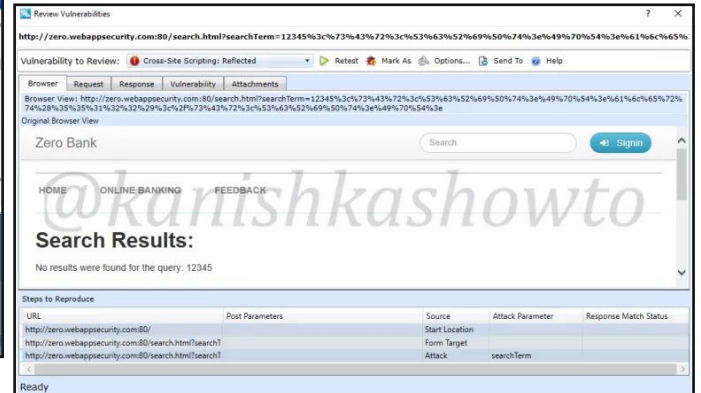 Review Vulnerabilities
? X
http://zero.webappsecurity.com:80/search.html?searchTerm=12345%3c%73%43%72%3c%53%63%52%69%50%74%3e%49%70%54%3e%61%6c%65%
Vulnerability to Review: Cross-Site Scripting: Reflected Retest Mark As Options... Send To Help
Browser Request Response Vulnerability Attachments
Browser View: http://zero.webappsecurity.com:80/search.html?searchTerm=12345%3c%73%43%72%3c%53%63%52%69%50%74%3e%49%70%54%3e%61%6c%65%72%
74%28%35%35%31%32%32%29%3c%2f%73%43%72%3c%53%63%52%69%50%74%3e%49%70%54%3e
Original Browser View
Zero Bank Search Signin
HOME ONLINE BANKING FEEDBACK
@kanishkashowto
Search Results:
No results were found for the query: 12345
Steps to Reproduce
URL Post Parameters Source Attack Parameter Response Match Status
http://zero.webappsecurity.com:80/ Start Location
http://zero.webappsecurity.com:80/search.html?searchT Form Target
http://zero.webappsecurity.com:80/search.html?searchT Attack searchTerm
Ready